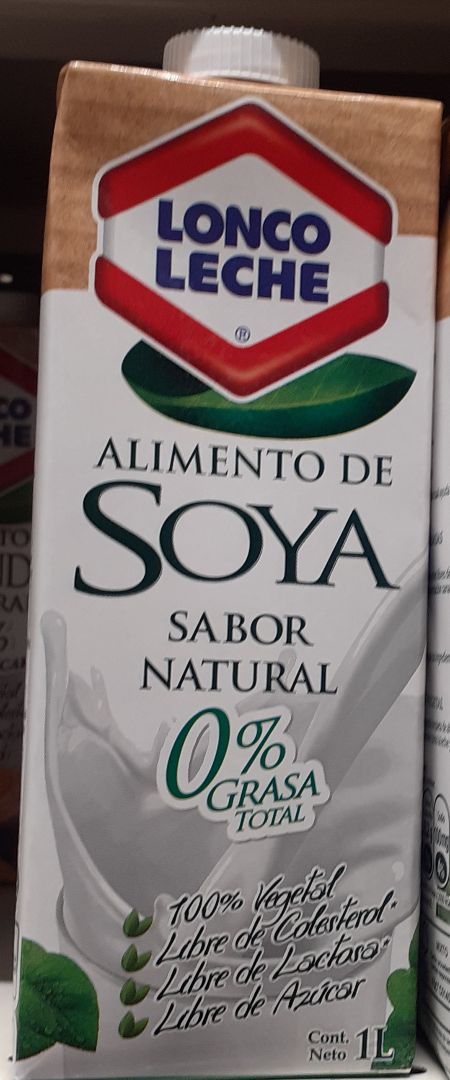 LONCO
LECHE
®
ALIMENTO DE
SOYA
SABOR
NATURAL
0%
GRASA
TOTAL
100% Vegetal
Libre de Colesterol*
Libre de Lactosa*
Libre de Azúcar
Cont.
Neto 1L